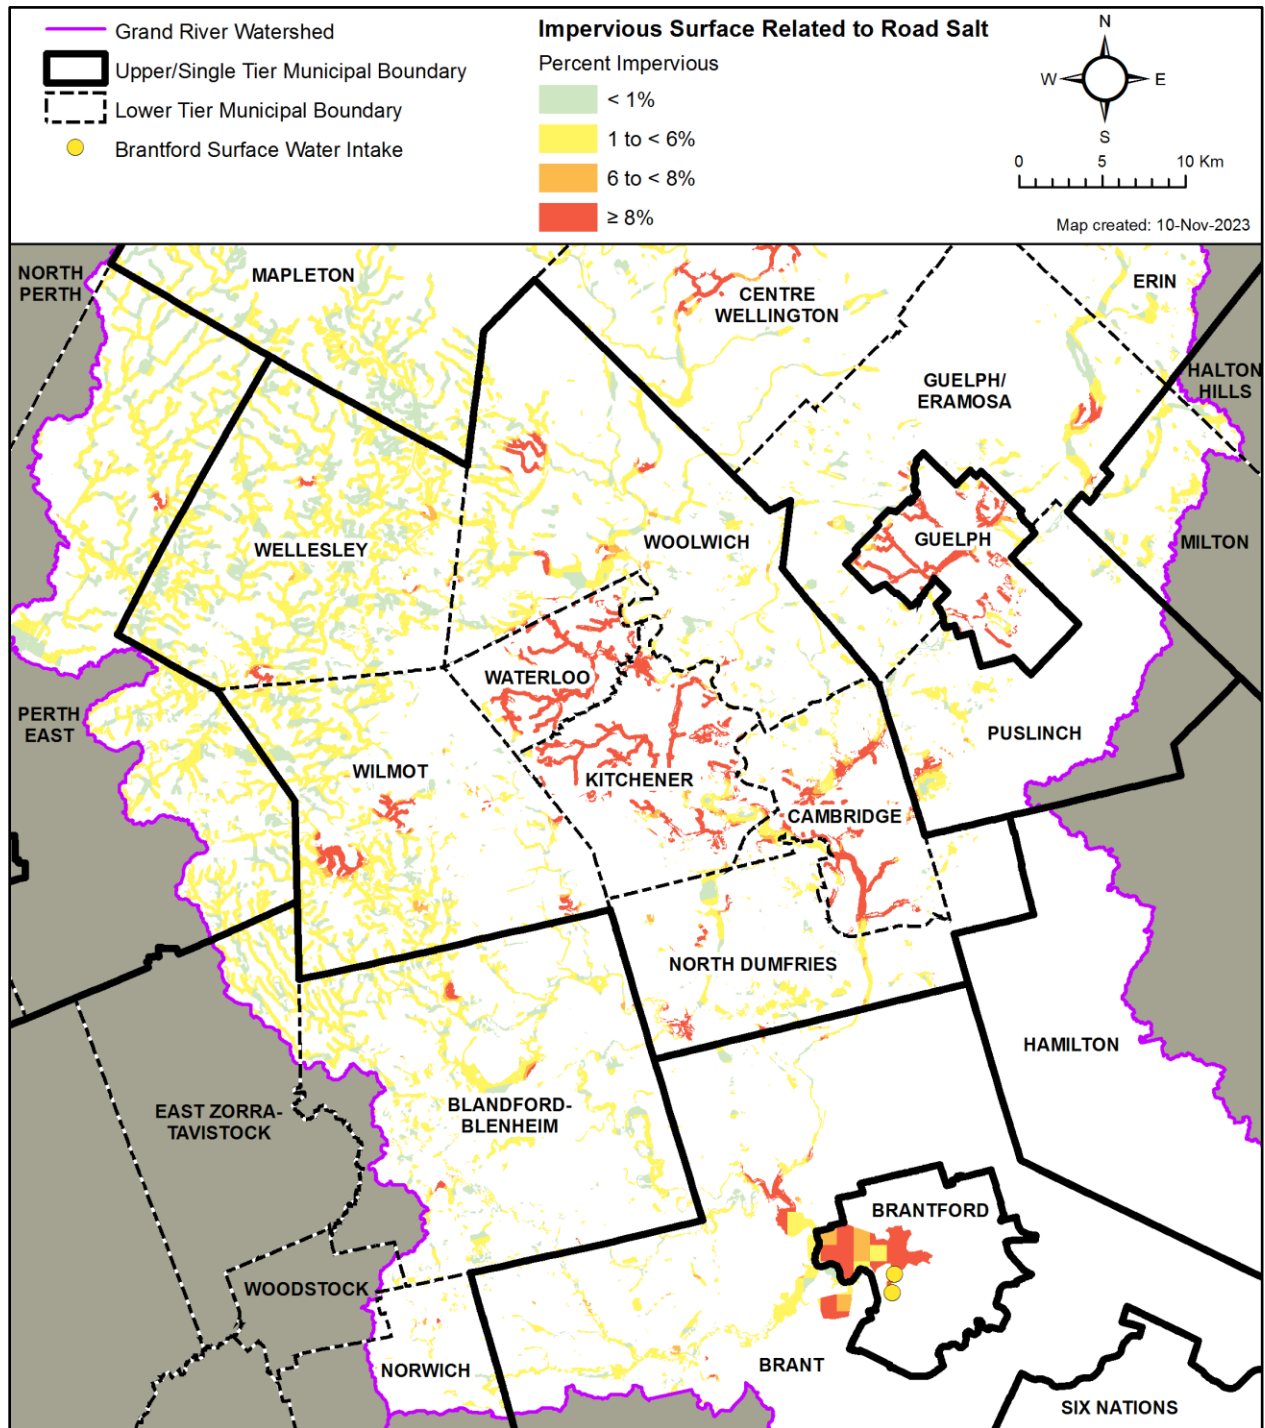 Grand River Watershed
Upper/Single Tier Municipal Boundary
Lower Tier Municipal Boundary
Brantford Surface Water Intake
Impervious Surface Related to Road Salt
Percent Impervious
< 1%
1 to < 6%
6 to < 8%
≥ 8%
N
W E
S
0 5 10 Km
Map created: 10-Nov-2023
NORTH
PERTH
MAPLETON
CENTRE
WELLINGTON
ERIN
HALTON
HILLS
GUELPH/
ERAMOSA
WELLESLEY
WOOLWICH
GUELPH
MILTON
WATERLOO
PERTH
EAST
PUSLINCH
WILMOT
KITCHENER
CAMBRIDGE
NORTH DUMFRIES
HAMILTON
EAST ZORRA-
TAVISTOCK
BLANDFORD-
BLENHEIM
BRANTFORD
WOODSTOCK
NORWICH
BRANT
SIX NATIONS